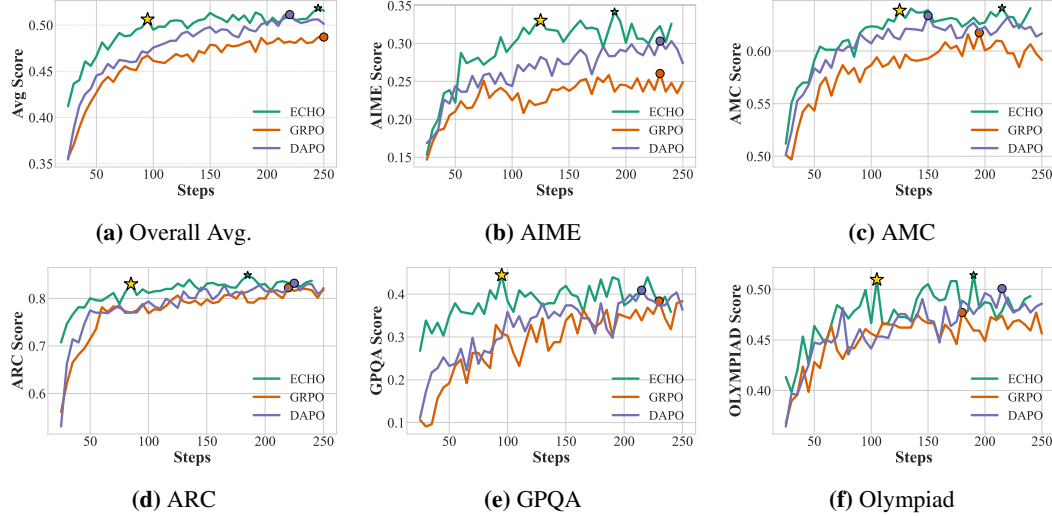 0.50
0.45
0.40
0.35
Avg Score
ECHO
GRPO
DAPO
50 100 150 200 250
Steps
(a) Overall Avg.
0.35
0.30
0.25
0.20
0.15
AIME Score
ECHO
GRPO
DAPO
50 100 150 200 250
Steps
(b) AIME
0.60
0.55
0.50
AMC Score
ECHO
GRPO
DAPO
50 100 150 200 250
Steps
(c) AMC
0.8
0.7
0.6
ARC Score
ECHO
GRPO
DAPO
50 100 150 200 250
Steps
(d) ARC
0.4
0.3
0.2
0.1
GPQA Score
ECHO
GRPO
DAPO
50 100 150 200 250
Steps
(e) GPQA
0.50
0.45
0.40
OLYMPIAD Score
ECHO
GRPO
DAPO
50 100 150 200 250
Steps
(f) Olympiad